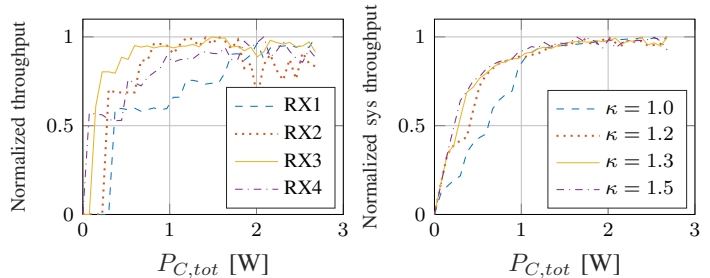 Normalized throughput
1
0.5
0
0
1
2
3
P_{C,tot} [W]
RX1
RX2
RX3
RX4
Normalized sys throughput
1
0.5
0
0
1
2
3
P_{C,tot} [W]
κ = 1.0
κ = 1.2
κ = 1.3
κ = 1.5